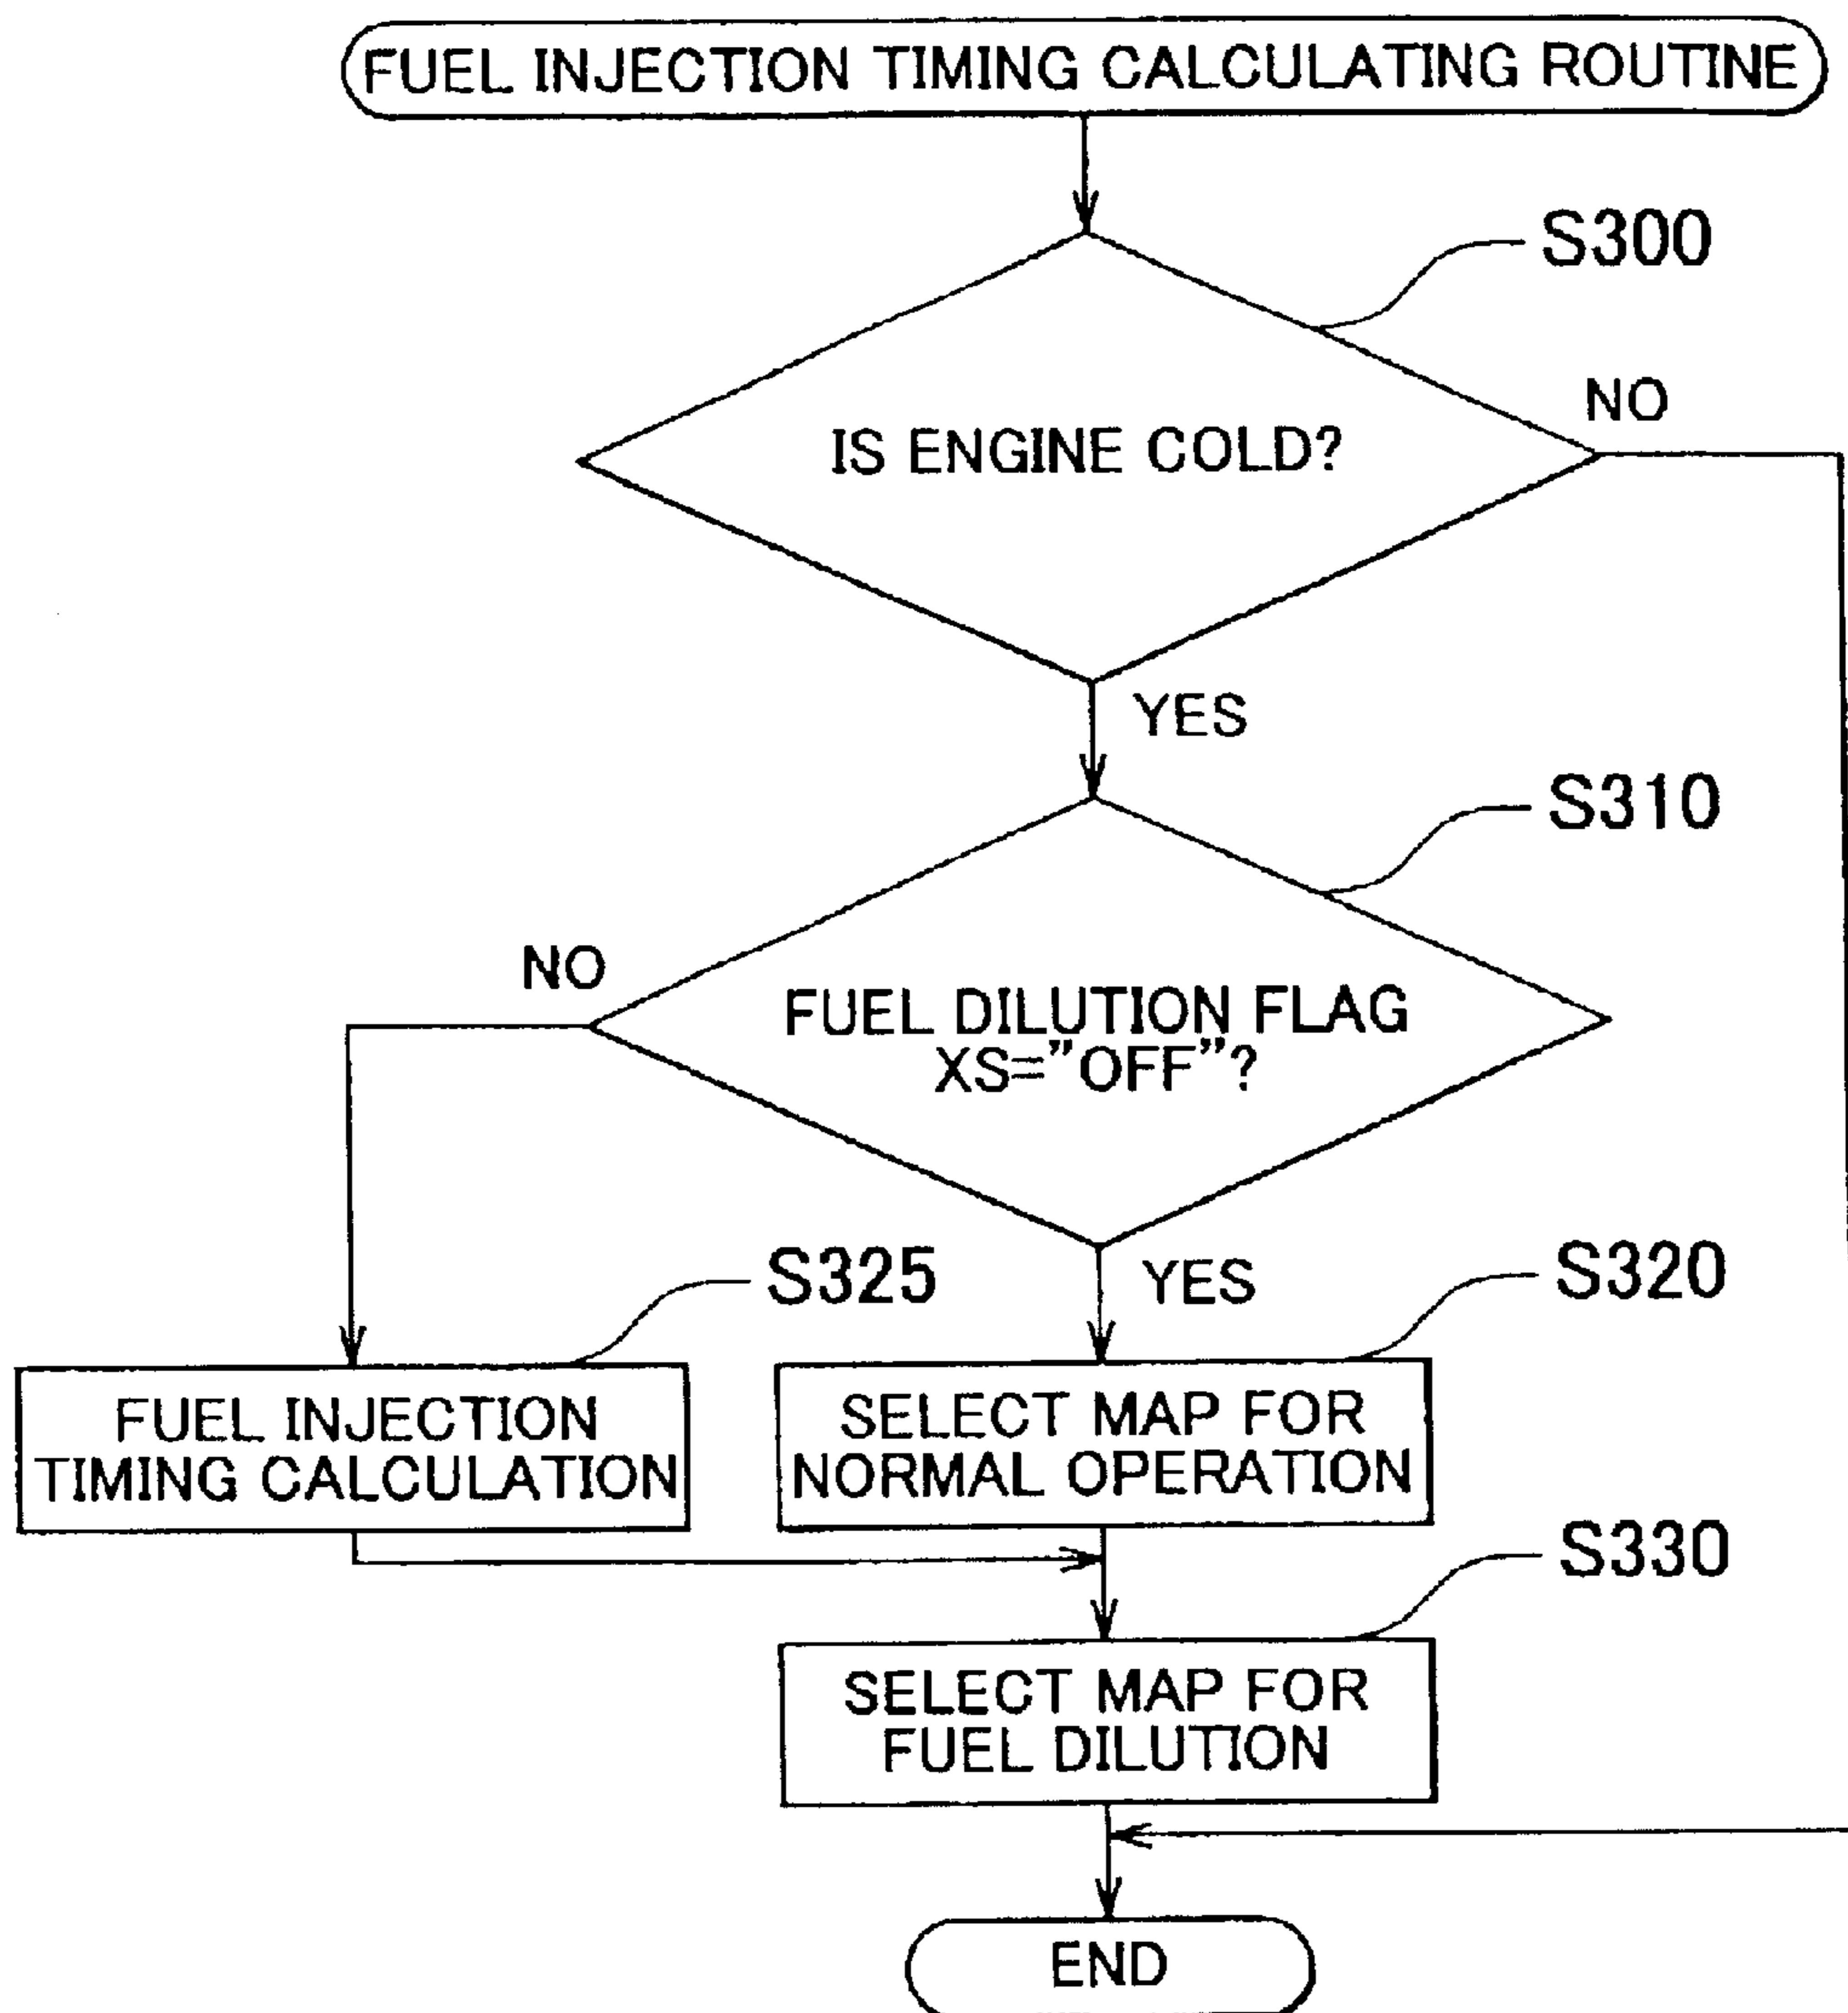 FUEL INJECTION TIMING CALCULATING ROUTINE
S300
IS ENGINE COLD?
NO
YES
S310
NO
FUEL DILUTION FLAG
XS="OFF"?
YES
S325
S320
FUEL INJECTION
TIMING CALCULATION
SELECT MAP FOR
NORMAL OPERATION
S330
SELECT MAP FOR
FUEL DILUTION
END